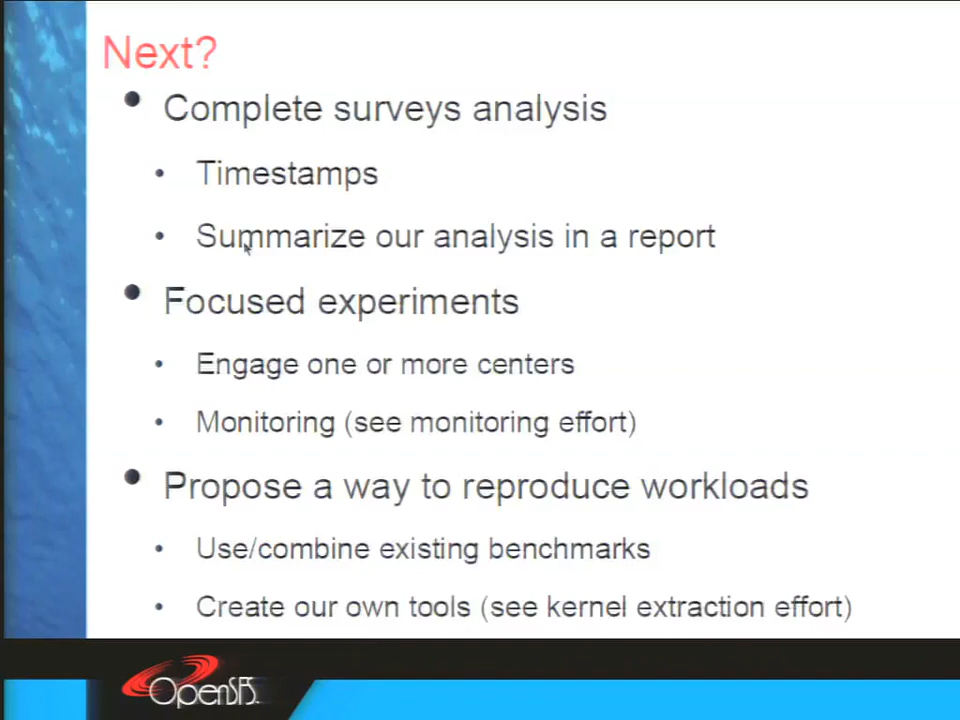 Next?
• Complete surveys analysis
• Timestamps
• Summarize our analysis in a report
• Focused experiments
• Engage one or more centers
• Monitoring (see monitoring effort)
• Propose a way to reproduce workloads
• Use/combine existing benchmarks
• Create our own tools (see kernel extraction effort)
OpenSFS